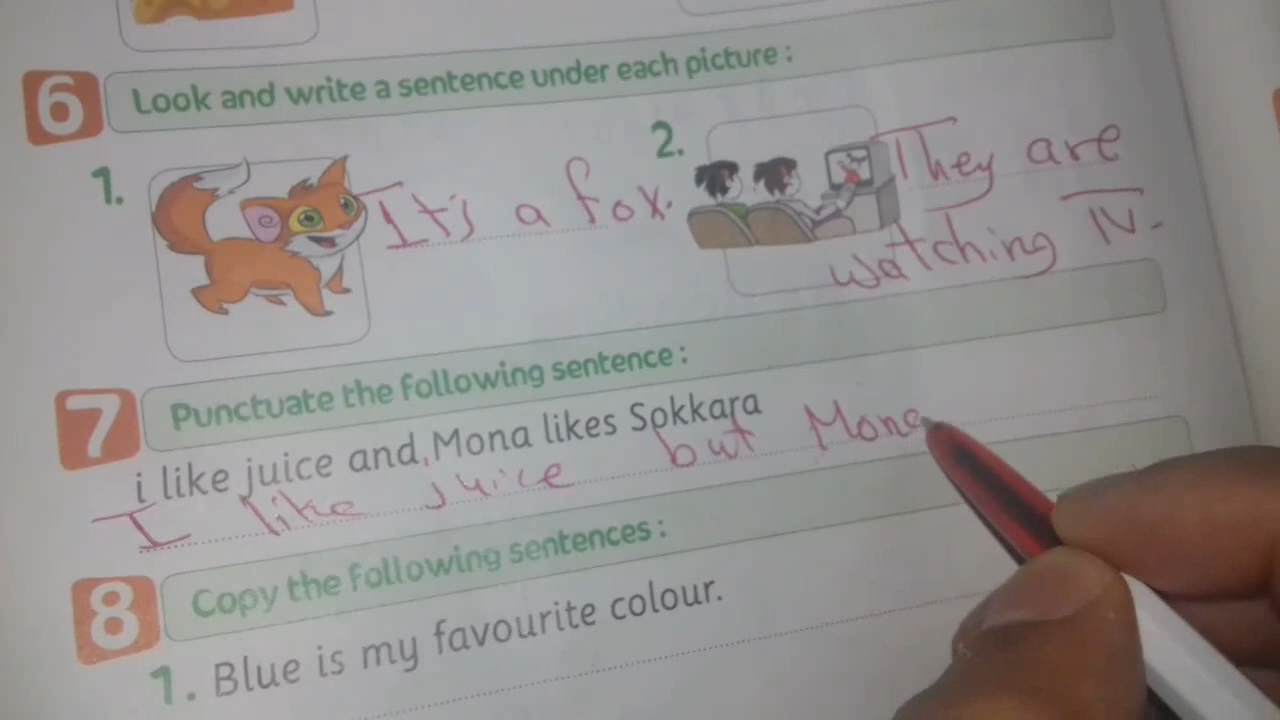 6 Look and write a sentence under each picture :
1. It's a fox. 2. They are
watching TV.
7 Punctuate the following sentence :
i like juice and, Mona likes Sokkara
I like juice but Mona
8 Copy the following sentences :
1. Blue is my favourite colour.